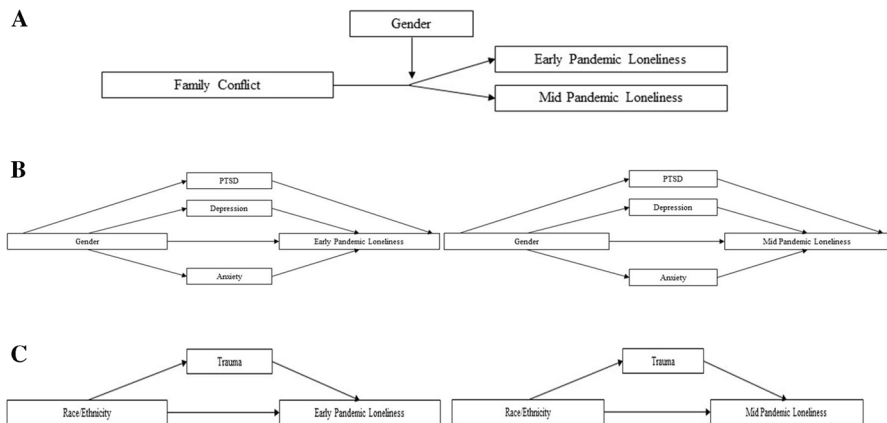 A
Gender
Early Pandemic Loneliness
Family Conflict
Mid Pandemic Loneliness
B
PTSD
Depression
Gender
Early Pandemic Loneliness
Anxiety
PTSD
Depression
Gender
Mid Pandemic Loneliness
Anxiety
C
Trauma
Race/Ethnicity
Early Pandemic Loneliness
Trauma
Race/Ethnicity
Mid Pandemic Loneliness